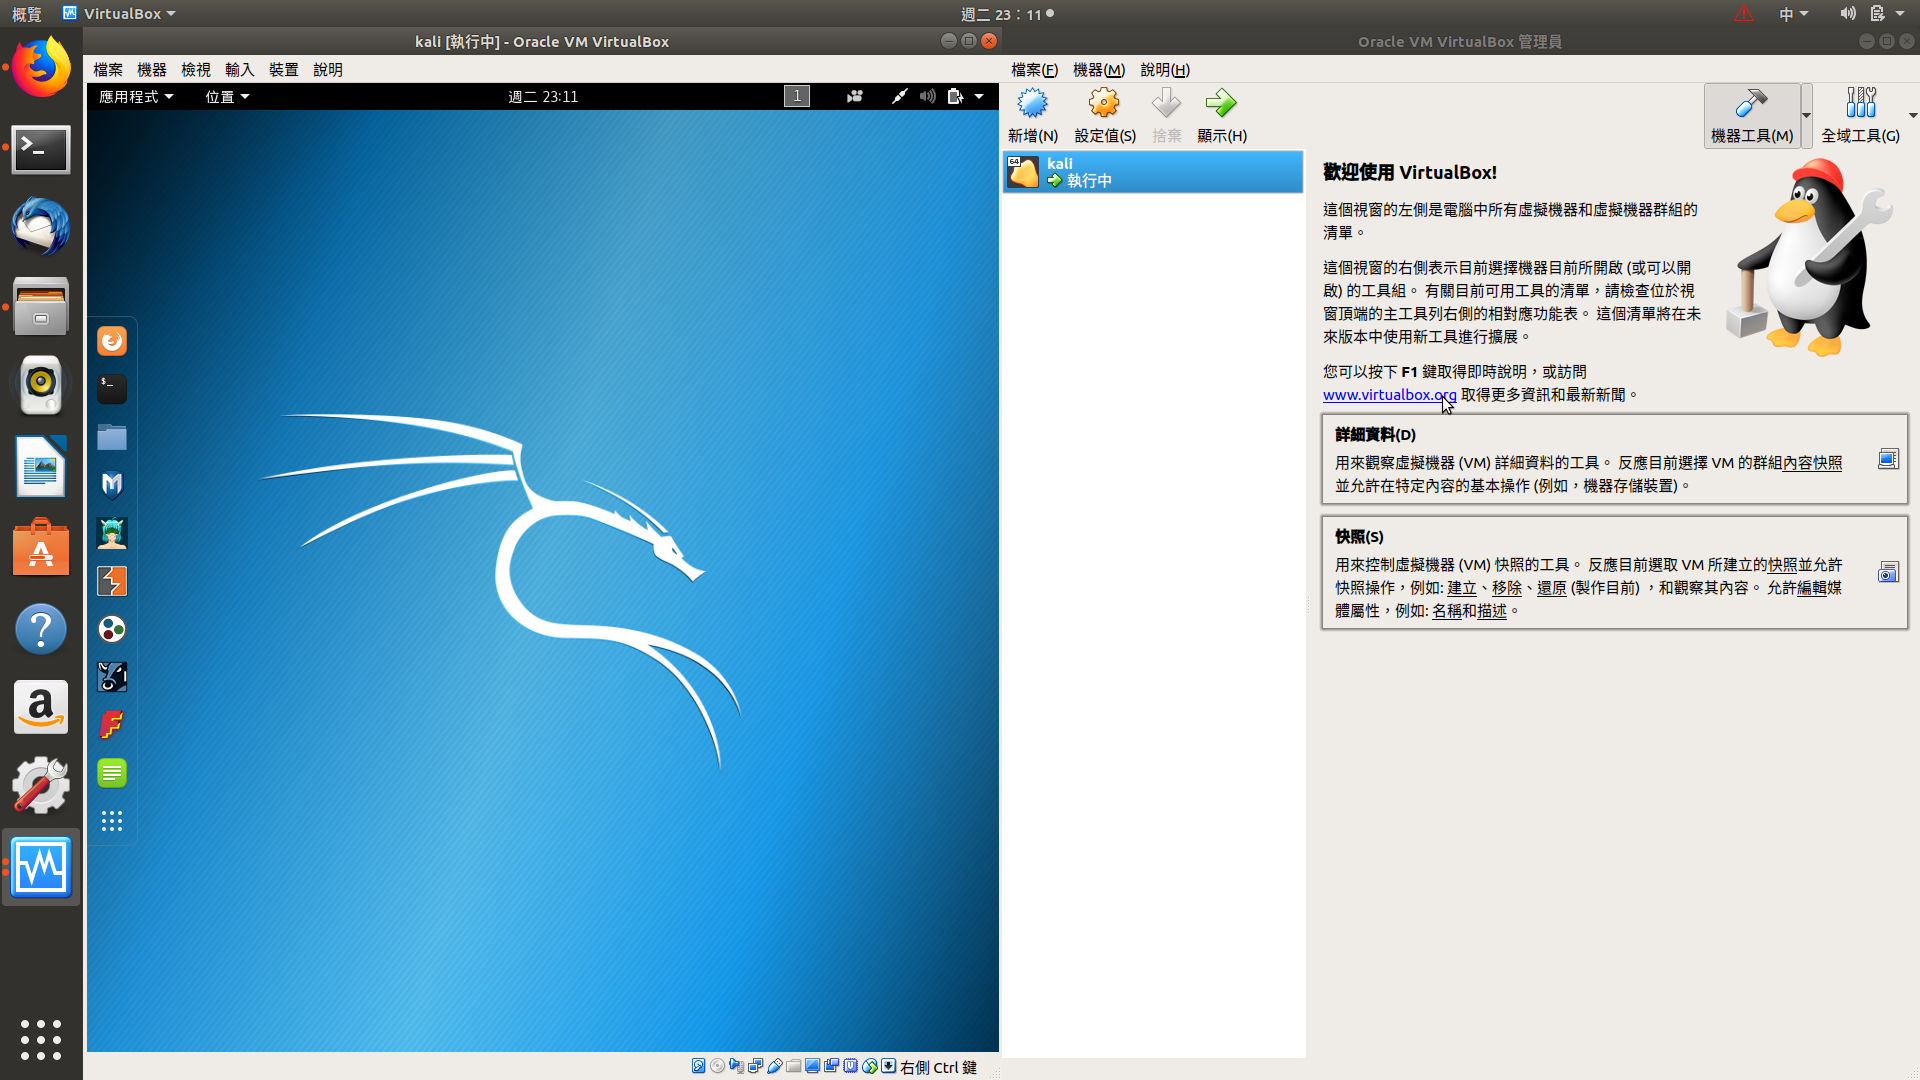 概覽
VirtualBox
週二 23：11
中
kali [執行中] - Oracle VM VirtualBox
Oracle VM VirtualBox 管理員
檔案 機器 檢視 輸入 裝置 說明
檔案(F) 機器(M) 說明(H)
應用程式 位置
週二 23:11
1
新增(N) 設定值(S) 捨棄 顯示(H)
機器工具(M) 全域工具(G)
64
kali
執行中
歡迎使用 VirtualBox!
這個視窗的左側是電腦中所有虛擬機器和虛擬機器群組的
清單。
這個視窗的右側表示目前選擇機器目前所開啟 (或可以開
啟) 的工具組。 有關目前可用工具的清單，請檢查位於視
窗頂端的主工具列右側的相對應功能表。 這個清單將在未
來版本中使用新工具進行擴展。
您可以按下 F1 鍵取得即時說明，或訪問
www.virtualbox.org 取得更多資訊和最新新聞。
詳細資料(D)
用來觀察虛擬機器 (VM) 詳細資料的工具。 反應目前選擇 VM 的群組內容快照
並允許在特定內容的基本操作 (例如，機器存儲裝置)。
快照(S)
用來控制虛擬機器 (VM) 快照的工具。 反應目前選取 VM 所建立的快照並允許
快照操作，例如: 建立、移除、還原 (製作目前) ，和觀察其內容。 允許編輯媒
體屬性，例如: 名稱和描述。
右側 Ctrl 鍵